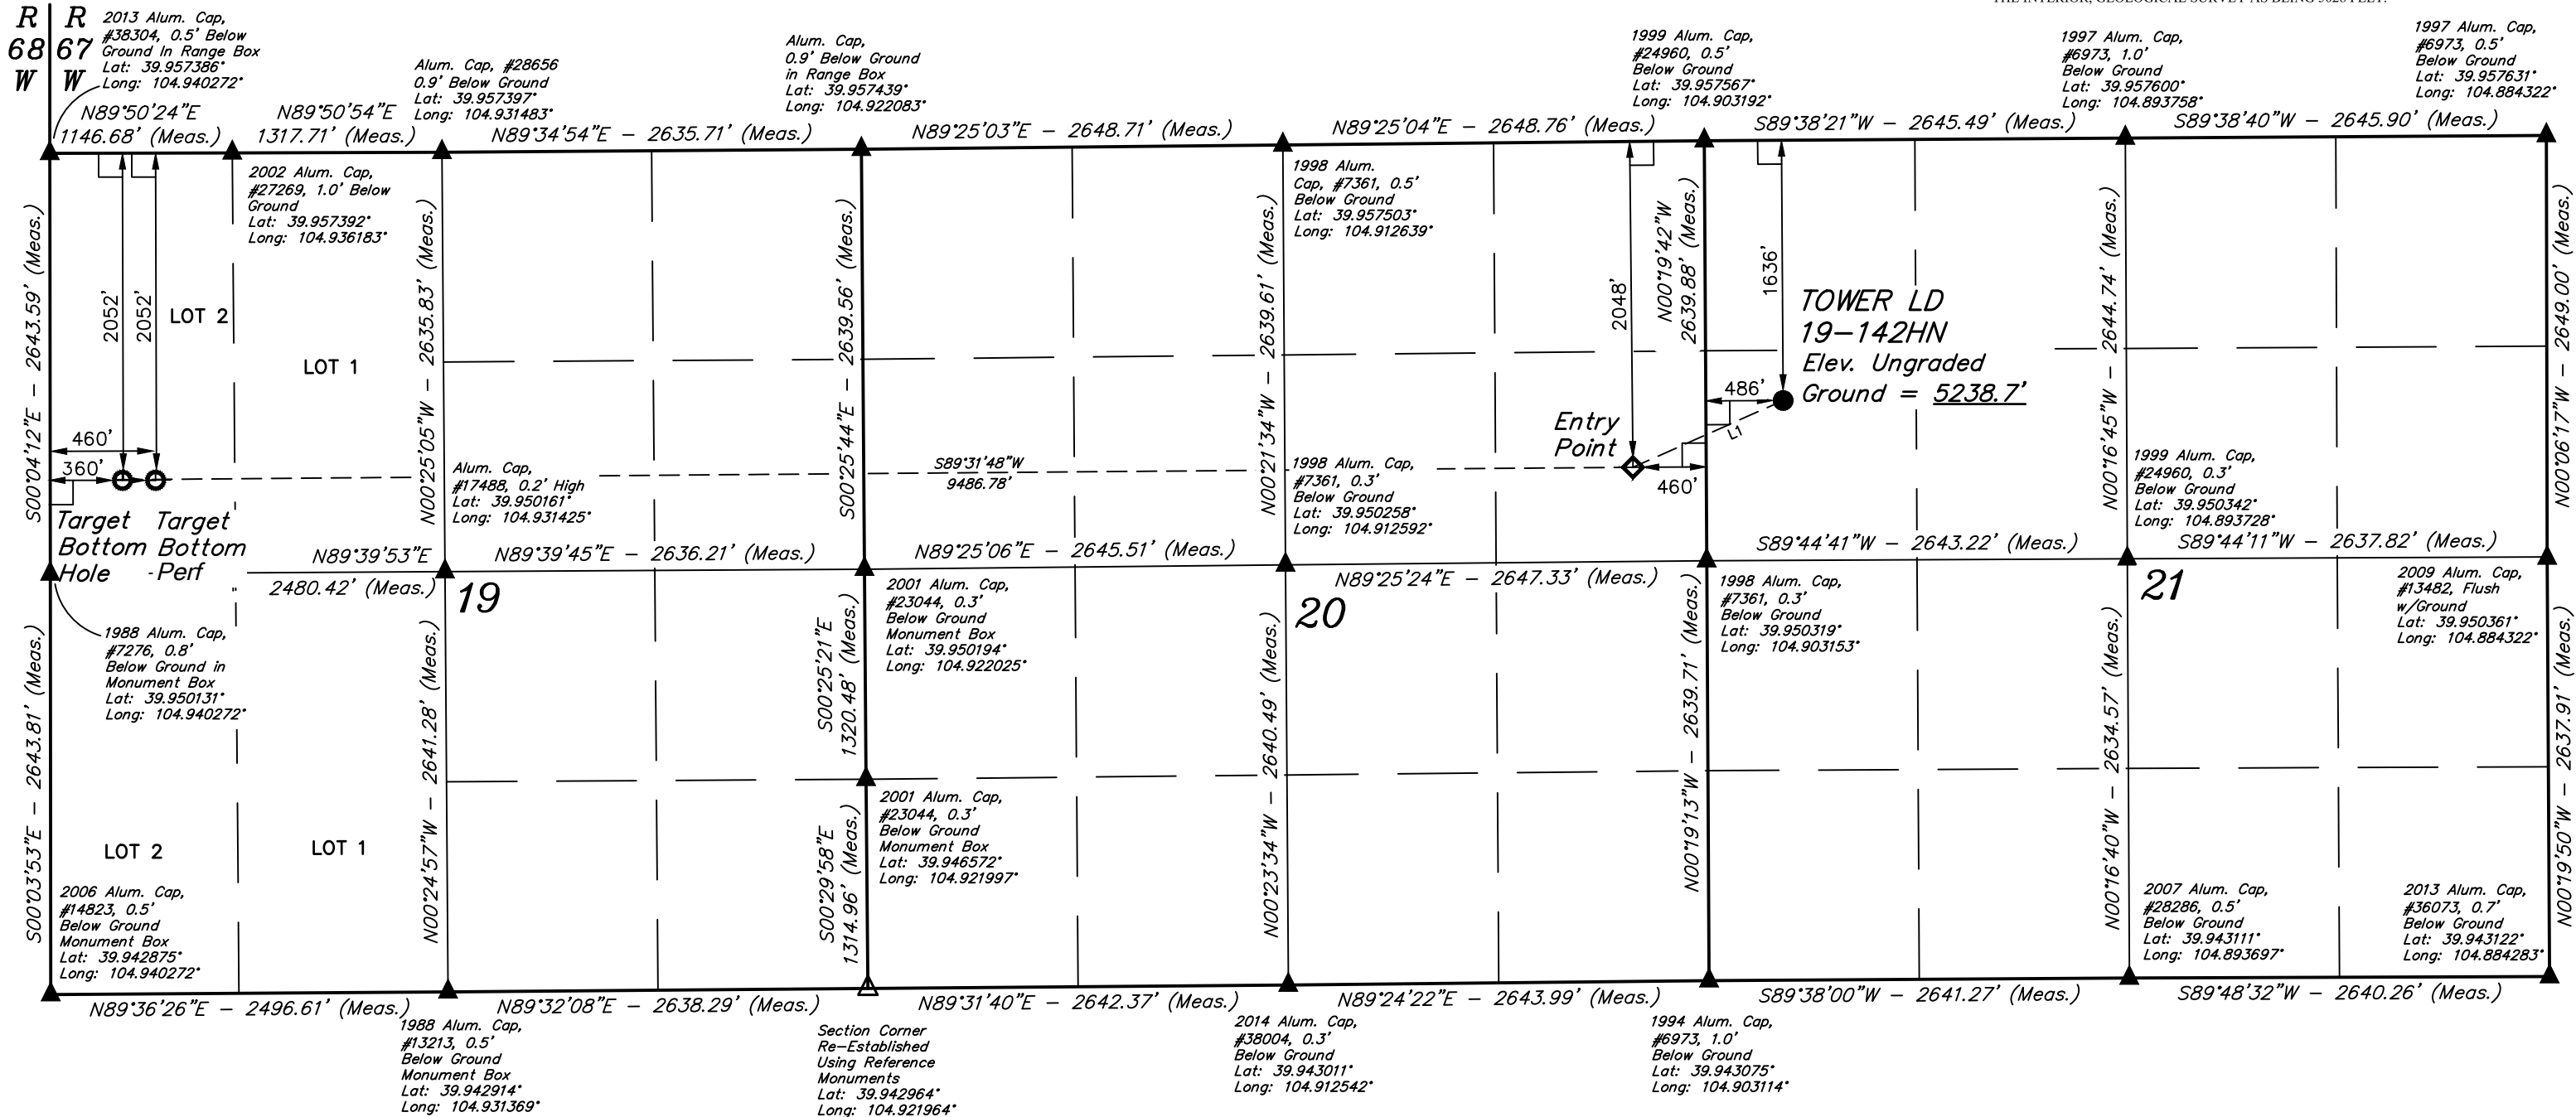 R R
68 67
W W
2013 Alum. Cap,
#38304, 0.5' Below
Ground In Range Box
Lat: 39.957386°
Long: 104.940272°
Alum. Cap, #28656
0.9' Below Ground
Lat: 39.957397°
Long: 104.931483°
Alum. Cap,
0.9' Below Ground
in Range Box
Lat: 39.957439°
Long: 104.922083°
1999 Alum. Cap,
#24960, 0.5'
Below Ground
Lat: 39.957567°
Long: 104.903192°
1997 Alum. Cap,
#6973, 1.0'
Below Ground
Lat: 39.957600°
Long: 104.893758°
1997 Alum. Cap,
#6973, 0.5'
Below Ground
Lat: 39.957631°
Long: 104.884322°
N89°50'24"E
1146.68' (Meas.)
N89°50'54"E
1317.71' (Meas.)
N89°34'54"E – 2635.71' (Meas.)
N89°25'03"E – 2648.71' (Meas.)
N89°25'04"E – 2648.76' (Meas.)
S89°38'21"W – 2645.49' (Meas.)
S89°38'40"W – 2645.90' (Meas.)
2002 Alum. Cap,
#27269, 1.0' Below
Ground
Lat: 39.957392°
Long: 104.936183°
1998 Alum.
Cap, #7361, 0.5'
Below Ground
Lat: 39.957503°
Long: 104.912639°
S00°04'12"E – 2643.59' (Meas.)
2052'
2052'
LOT 2
LOT 1
N00°25'05"W – 2635.83' (Meas.)
S00°25'44"E – 2639.56' (Meas.)
N00°21'34"W – 2639.61' (Meas.)
2048'
N00°19'42"W
2639.88' (Meas.)
1636'
TOWER LD
19-142HN
Elev. Ungraded
Ground = 5238.7'
N00°16'45"W – 2644.74' (Meas.)
N00°06'17"W – 2649.00' (Meas.)
486'
L1
Entry
Point
460'
460'
360'
Target
Bottom
Hole
Target
Bottom
Perf
Alum. Cap,
#17488, 0.2' High
Lat: 39.950161°
Long: 104.931425°
S89°31'48"W
9486.78'
1998 Alum. Cap,
#7361, 0.3'
Below Ground
Lat: 39.950258°
Long: 104.912592°
1999 Alum. Cap,
#24960, 0.3'
Below Ground
Lat: 39.950342°
Long: 104.893728°
N89°39'53"E
2480.42' (Meas.)
N89°39'45"E – 2636.21' (Meas.)
N89°25'06"E – 2645.51' (Meas.)
N89°25'24"E – 2647.33' (Meas.)
S89°44'41"W – 2643.22' (Meas.)
S89°44'11"W – 2637.82' (Meas.)
19
20
21
1988 Alum. Cap,
#7276, 0.8'
Below Ground in
Monument Box
Lat: 39.950131°
Long: 104.940272°
2001 Alum. Cap,
#23044, 0.3'
Below Ground
Monument Box
Lat: 39.950194°
Long: 104.922025°
1998 Alum. Cap,
#7361, 0.3'
Below Ground
Lat: 39.950319°
Long: 104.903153°
2009 Alum. Cap,
#13482, Flush
w/Ground
Lat: 39.950361°
Long: 104.884322°
S00°03'53"E – 2643.81' (Meas.)
N00°24'57"W – 2641.28' (Meas.)
S00°25'21"E
1320.48' (Meas.)
S00°29'58"E
1314.96' (Meas.)
N00°23'34"W – 2640.49' (Meas.)
N00°19'13"W – 2639.71' (Meas.)
N00°16'40"W – 2634.57' (Meas.)
N00°19'50"W – 2637.91' (Meas.)
2001 Alum. Cap,
#23044, 0.3'
Below Ground
Monument Box
Lat: 39.946572°
Long: 104.921997°
LOT 2
LOT 1
2006 Alum. Cap,
#14823, 0.5'
Below Ground
Monument Box
Lat: 39.942875°
Long: 104.940272°
2007 Alum. Cap,
#28286, 0.5'
Below Ground
Lat: 39.943111°
Long: 104.893697°
2013 Alum. Cap,
#36073, 0.7'
Below Ground
Lat: 39.943122°
Long: 104.884283°
N89°36'26"E – 2496.61' (Meas.)
N89°32'08"E – 2638.29' (Meas.)
N89°31'40"E – 2642.37' (Meas.)
N89°24'22"E – 2643.99' (Meas.)
S89°38'00"W – 2641.27' (Meas.)
S89°48'32"W – 2640.26' (Meas.)
1988 Alum. Cap,
#13213, 0.5'
Below Ground
Monument Box
Lat: 39.942914°
Long: 104.931369°
Section Corner
Re-Established
Using Reference
Monuments
Lat: 39.942964°
Long: 104.921964°
2014 Alum. Cap,
#38004, 0.3'
Below Ground
Lat: 39.943011°
Long: 104.912542°
1994 Alum. Cap,
#6973, 1.0'
Below Ground
Lat: 39.943075°
Long: 104.903114°